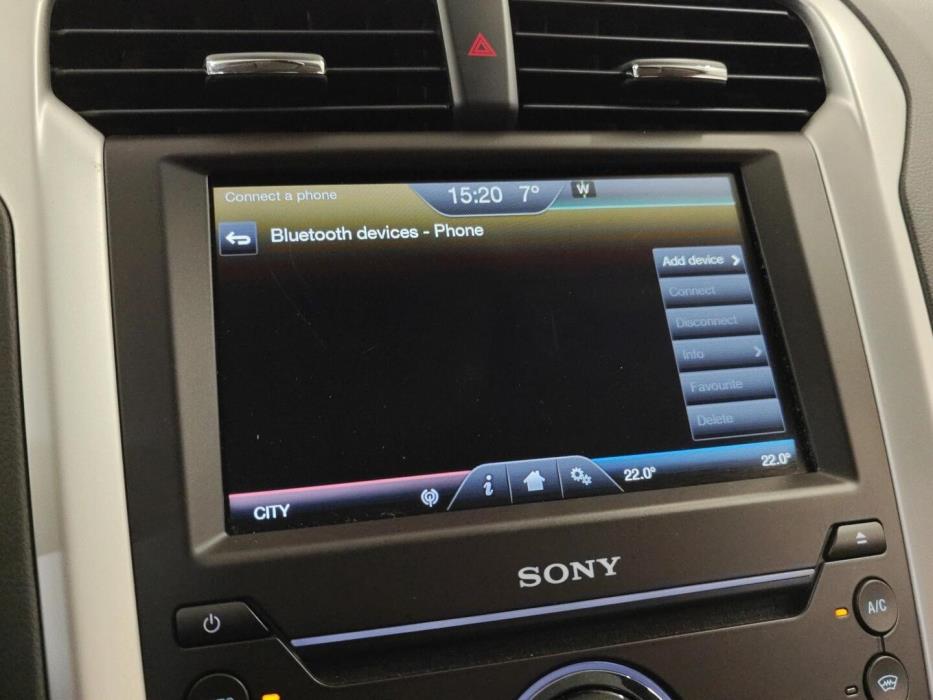 Connect a phone
15:20 7°
W
Bluetooth devices - Phone
Add device
Connect
Disconnect
Info
Favourite
Delete
CITY
i
22.0°
22.0°
SONY
A/C